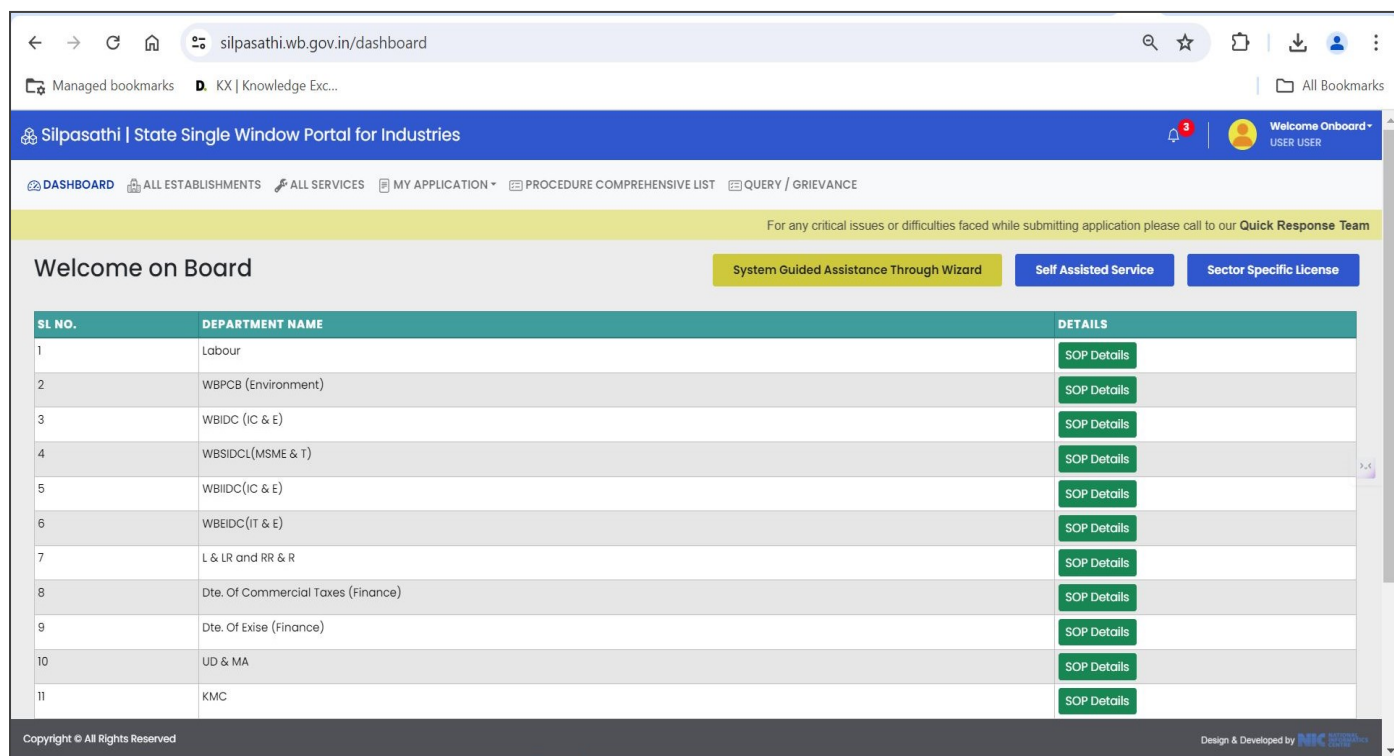 silpasathi.wb.gov.in/dashboard
Managed bookmarks D. KX | Knowledge Exc... All Bookmarks
Silpasathi | State Single Window Portal for Industries 3 Welcome Onboard
USER USER
DASHBOARD ALL ESTABLISHMENTS ALL SERVICES MY APPLICATION PROCEDURE COMPREHENSIVE LIST QUERY / GRIEVANCE
For any critical issues or difficulties faced while submitting application please call to our Quick Response Team
Welcome on Board System Guided Assistance Through Wizard Self Assisted Service Sector Specific License
SL NO. DEPARTMENT NAME DETAILS
1 Labour SOP Details
2 WBPCB (Environment) SOP Details
3 WBIDC (IC & E) SOP Details
4 WBSIDCL(MSME & T) SOP Details
5 WBIIDC(IC & E) SOP Details
6 WBEIDC(IT & E) SOP Details
7 L & LR and RR & R SOP Details
8 Dte. Of Commercial Taxes (Finance) SOP Details
9 Dte. Of Exise (Finance) SOP Details
10 UD & MA SOP Details
11 KMC SOP Details
Copyright © All Rights Reserved Design & Developed by NIC NATIONAL INFORMATICS CENTRE